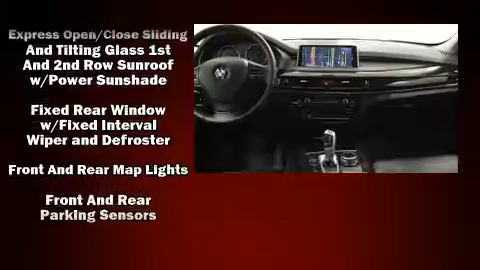 Express Open/Close Sliding
And Tilting Glass 1st
And 2nd Row Sunroof
w/Power Sunshade
Fixed Rear Window
w/Fixed Interval
Wiper and Defroster
Front And Rear Map Lights
Front And Rear
Parking Sensors